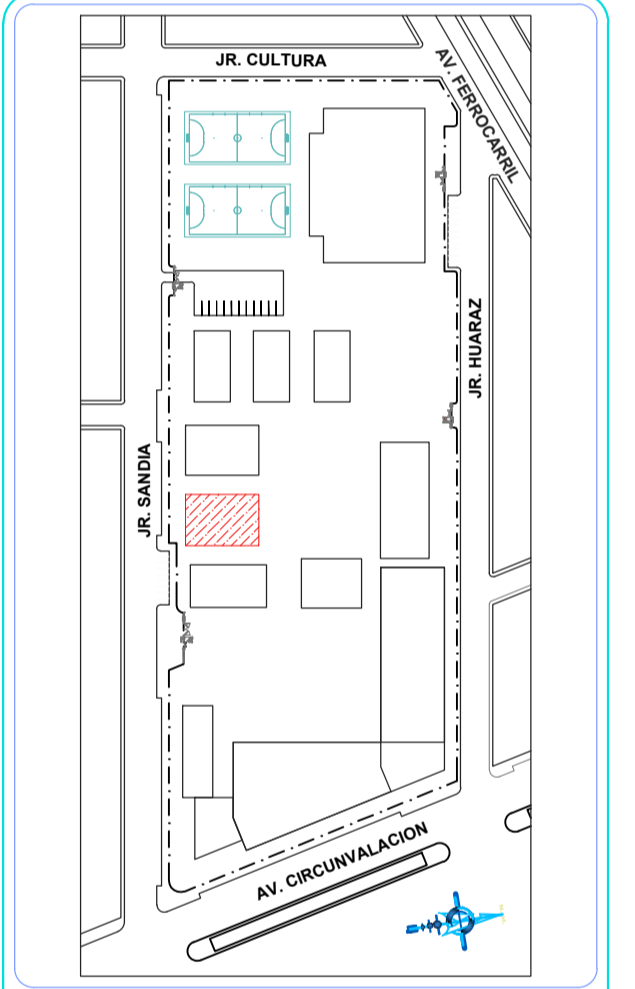 JR. CULTURA
AV. FERROCARRIL
JR. HUARAZ
JR. SANDIA
AV. CIRCUNVALACION